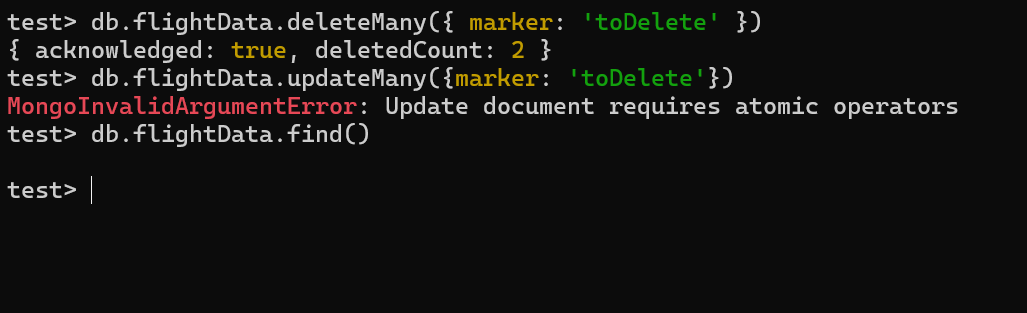 test> db.flightData.deleteMany({ marker: 'toDelete' })
{ acknowledged: true, deletedCount: 2 }
test> db.flightData.updateMany({marker: 'toDelete'})
MongoInvalidArgumentError: Update document requires atomic operators
test> db.flightData.find()
test>